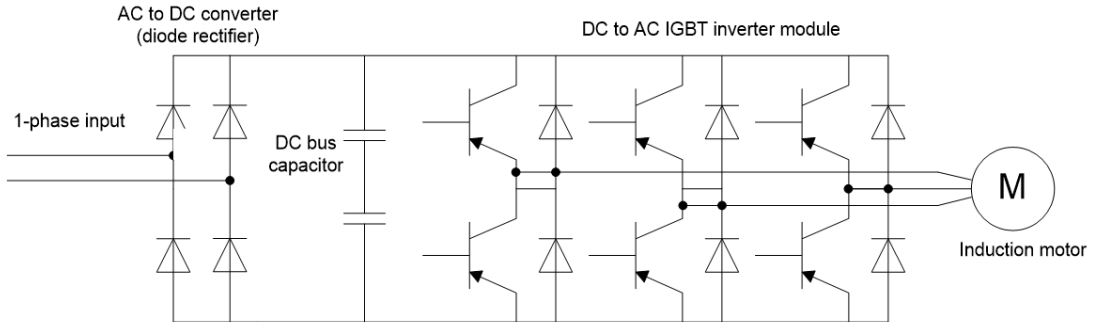 AC to DC converter
(diode rectifier)
DC to AC IGBT inverter module
1-phase input
DC bus
capacitor
M
Induction motor